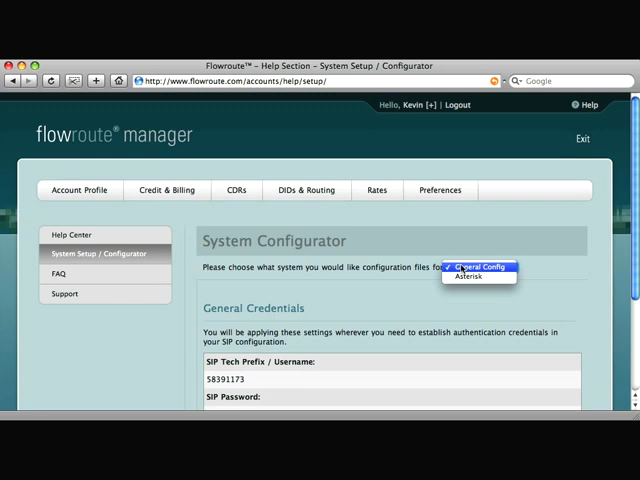 Flowroute™ - Help Section - System Setup / Configurator
http://www.flowroute.com/accounts/help/setup/
Google
Hello, Kevin [+] | Logout
Help
flowroute® manager
Exit
Account Profile
Credit & Billing
CDRs
DIDs & Routing
Rates
Preferences
Help Center
System Setup / Configurator
FAQ
Support
System Configurator
Please choose what system you would like configuration files for
✓ General Config
Asterisk
General Credentials
You will be applying these settings wherever you need to establish authentication credentials in
your SIP configuration.
SIP Tech Prefix / Username:
58391173
SIP Password: